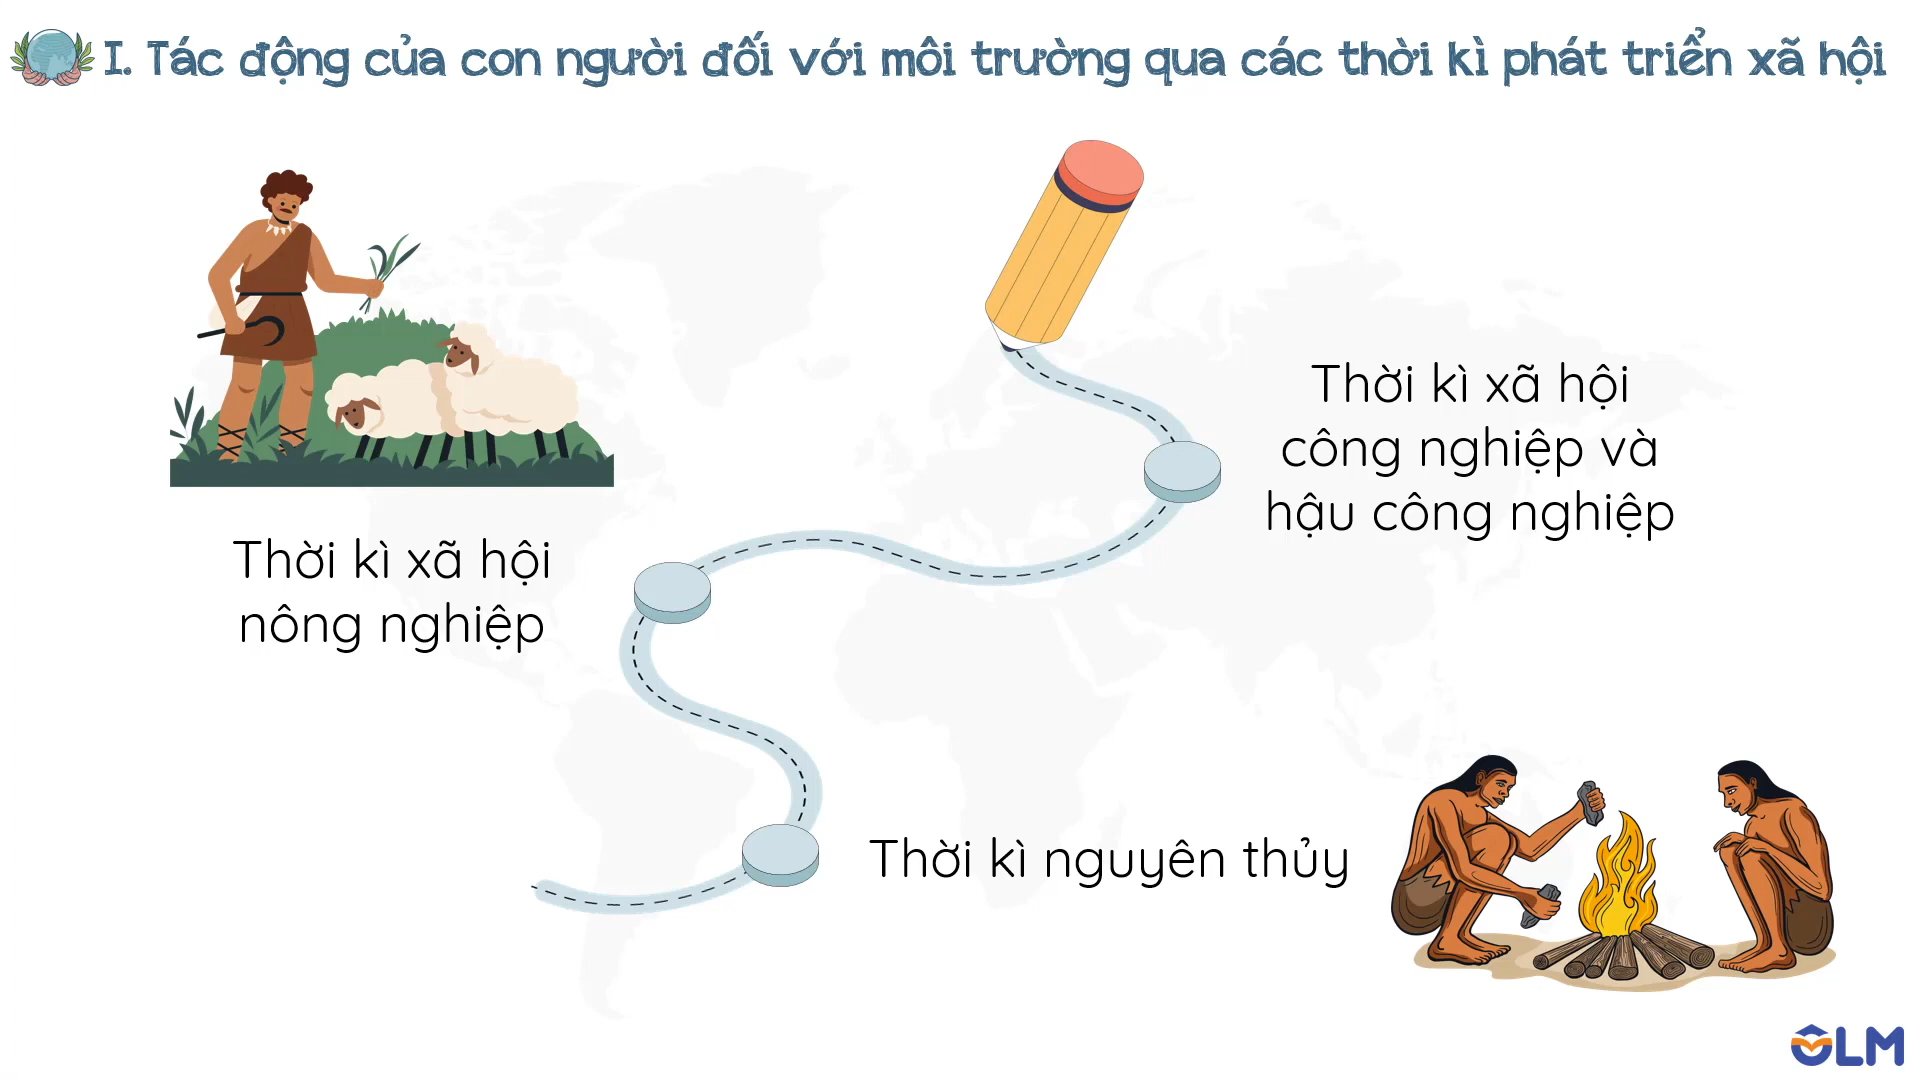 I. Tác động của con người đối với môi trường qua các thời kì phát triển xã hội
Thời kì xã hội
công nghiệp và
hậu công nghiệp
Thời kì xã hội
nông nghiệp
Thời kì nguyên thủy
OLM